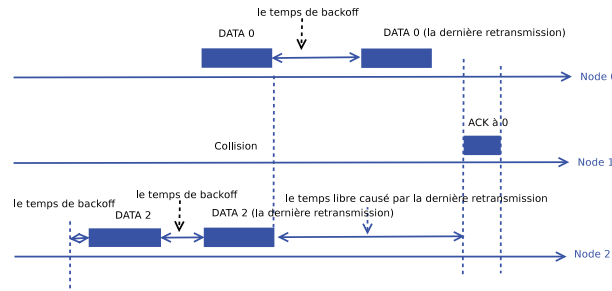 le temps de backoff
DATA 0
DATA 0 (la dernière retransmission)
Node
ACK à 0
Collision
Node 1
le temps de backoff
le temps libre causé par la dernière retransmission
le temps de backoff
DATA 2
DATA 2 (la dernière retransmission)
Node 2